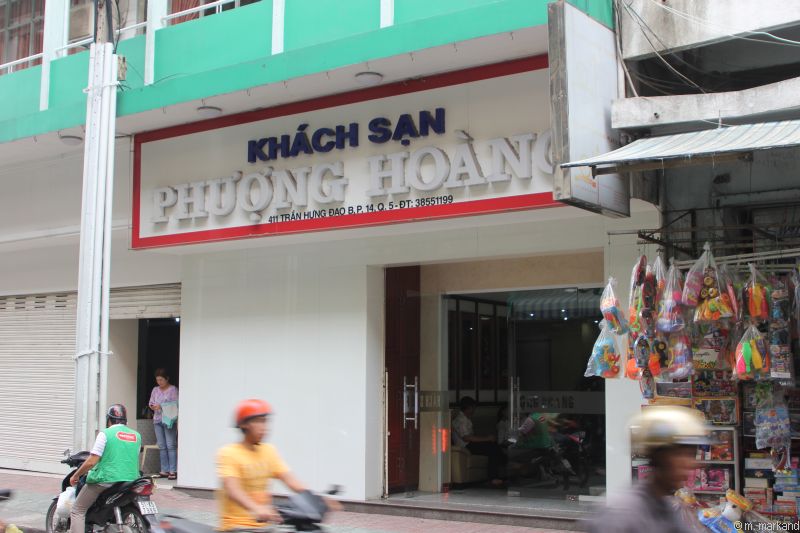 KHÁCH SẠN
PHƯỢNG HOÀNG
411 TRẦN HƯNG ĐẠO B, P. 14, Q. 5 - ĐT: 38551199
© m. markand